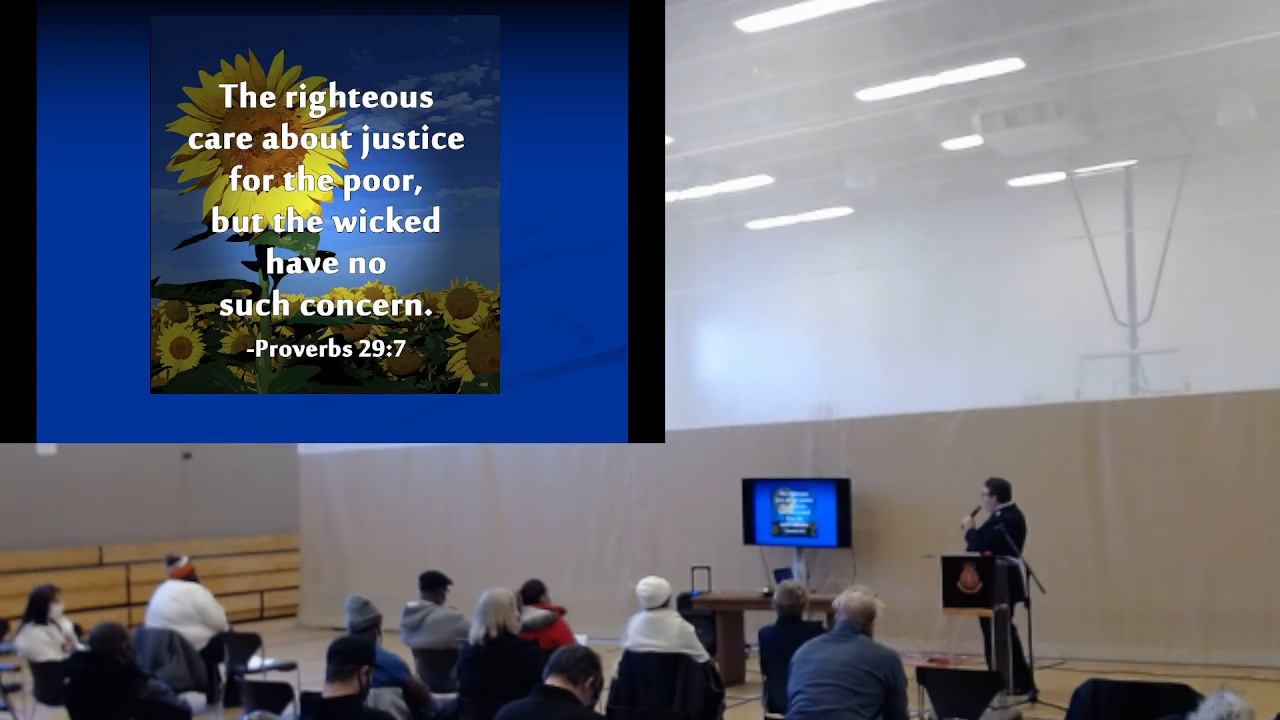 The righteous
care about justice
for the poor,
but the wicked
have no
such concern.
-Proverbs 29:7